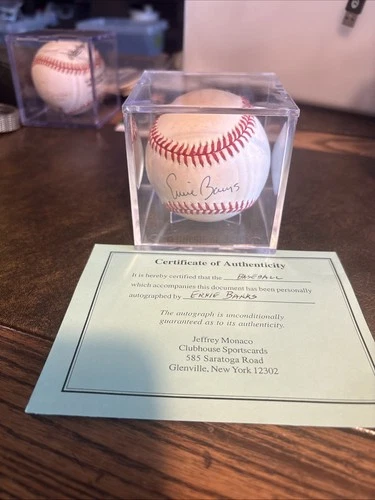 Ernie Banks
Certificate of Authenticity
It is hereby certified that the BASEBALL
which accompanies this document has been personally
autographed by ERNIE BANKS
The autograph is unconditionally
guaranteed as to its authenticity.
Jeffrey Monaco
Clubhouse Sportscards
585 Saratoga Road
Glenville, New York 12302